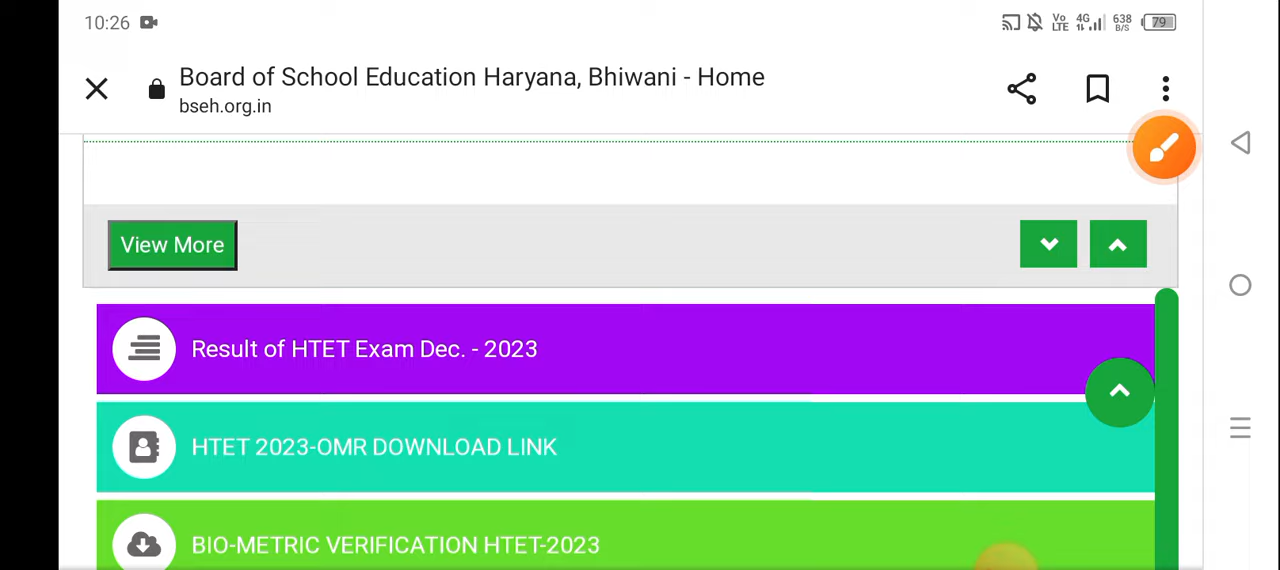 10:26
Vo LTE 4G 638 B/S 79
Board of School Education Haryana, Bhiwani - Home
bseh.org.in
View More
Result of HTET Exam Dec. - 2023
HTET 2023-OMR DOWNLOAD LINK
BIO-METRIC VERIFICATION HTET-2023